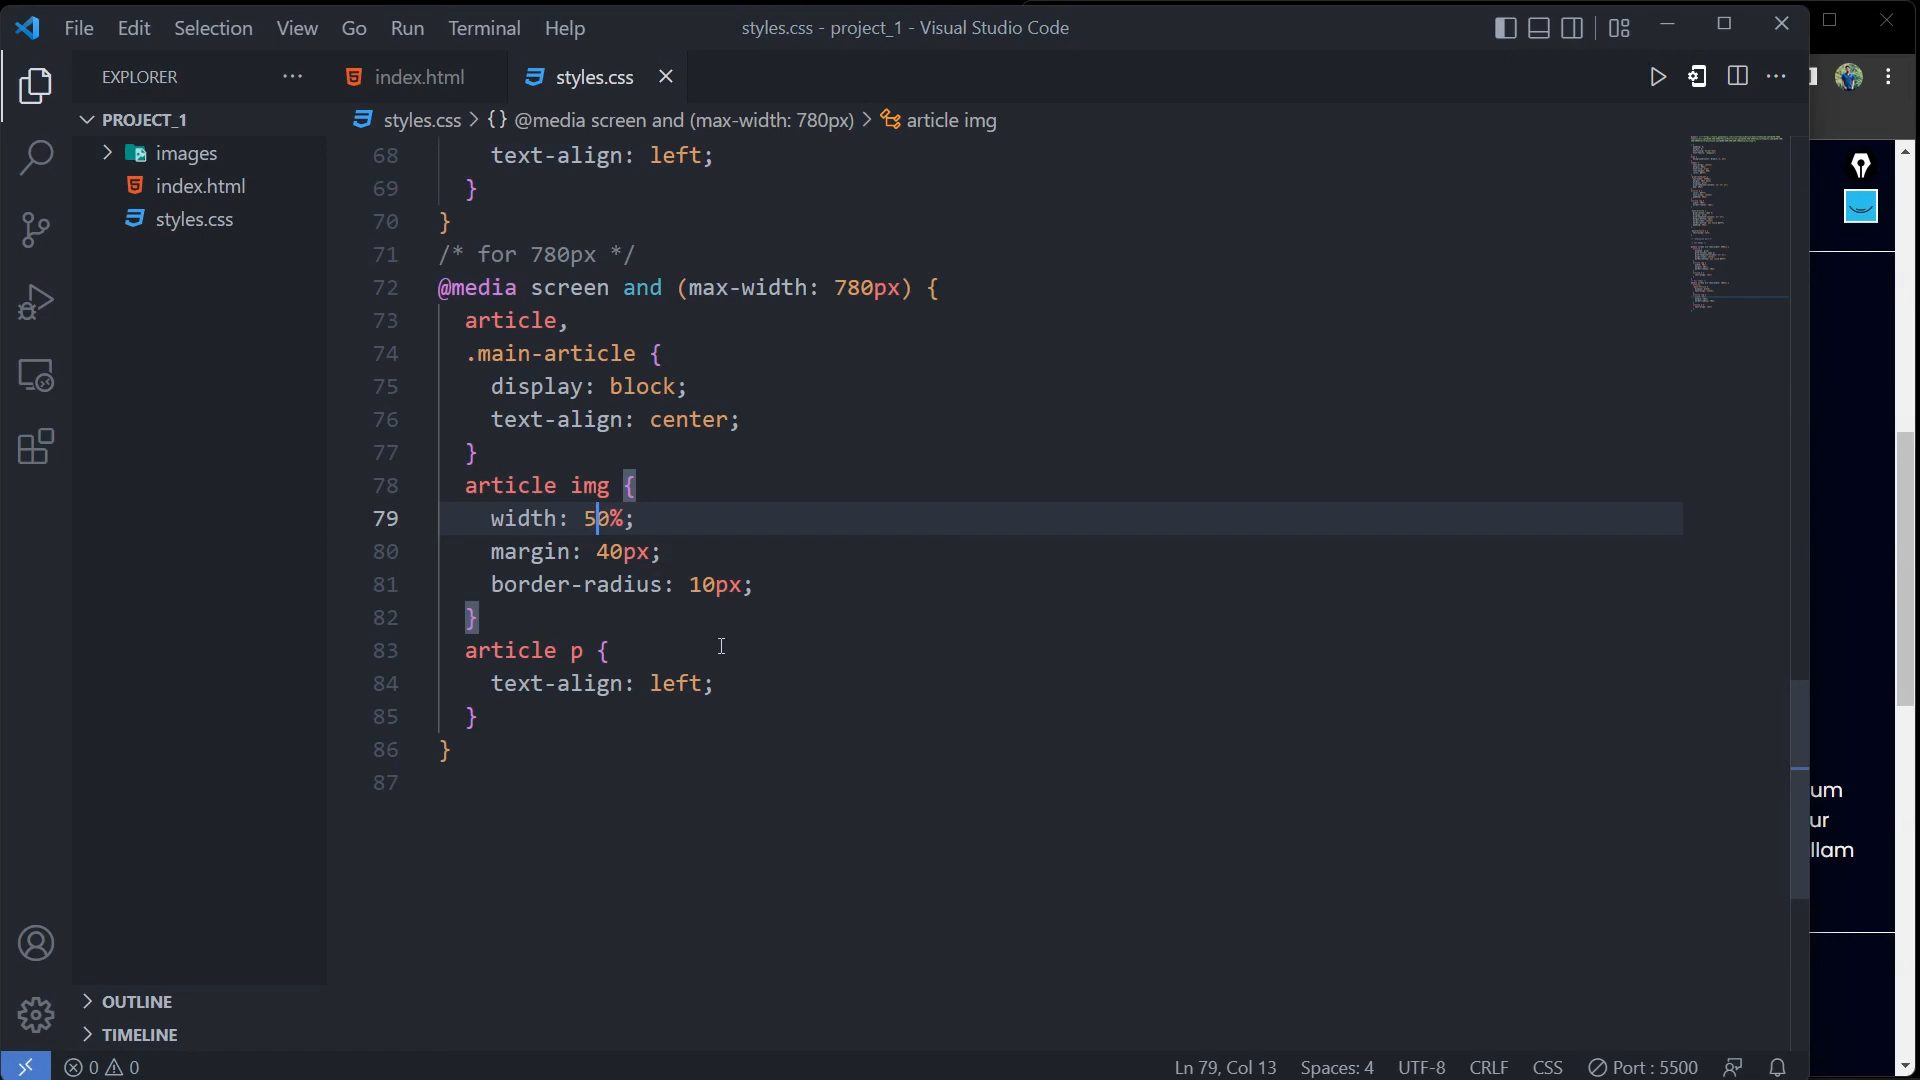 File Edit Selection View Go Run Terminal Help
styles.css - project_1 - Visual Studio Code
EXPLORER
index.html
styles.css
PROJECT_1
images
index.html
styles.css
OUTLINE
TIMELINE
styles.css > {} @media screen and (max-width: 780px) > article img
68 text-align: left;
69 }
70 }
71 /* for 780px */
72 @media screen and (max-width: 780px) {
73 article,
74 .main-article {
75 display: block;
76 text-align: center;
77 }
78 article img {
79 width: 50%;
80 margin: 40px;
81 border-radius: 10px;
82 }
83 article p {
84 text-align: left;
85 }
86 }
87
um
ur
llam
0 0
Ln 79, Col 13 Spaces: 4 UTF-8 CRLF CSS Port : 5500